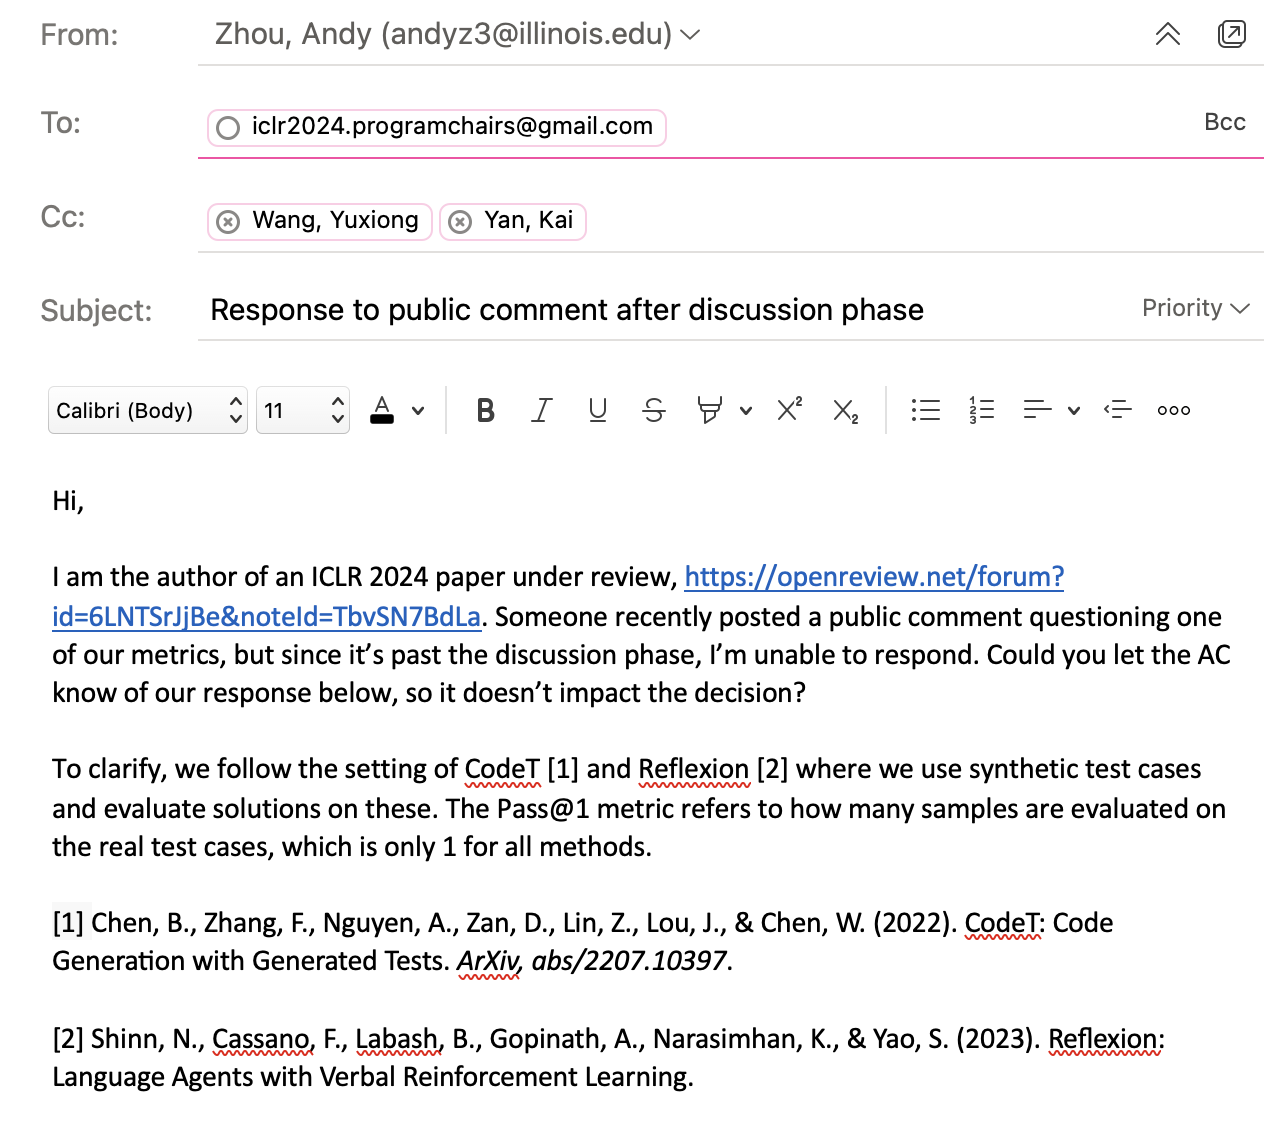 From: Zhou, Andy (andyz3@illinois.edu)
To: iclr2024.programchairs@gmail.com Bcc
Cc: Wang, Yuxiong Yan, Kai
Subject: Response to public comment after discussion phase Priority
Calibri (Body) 11 A B I U S X² X₂
Hi,
I am the author of an ICLR 2024 paper under review, https://openreview.net/forum?
id=6LNTSrJjBe&noteId=TbvSN7BdLa. Someone recently posted a public comment questioning one
of our metrics, but since it’s past the discussion phase, I’m unable to respond. Could you let the AC
know of our response below, so it doesn’t impact the decision?
To clarify, we follow the setting of CodeT [1] and Reflexion [2] where we use synthetic test cases
and evaluate solutions on these. The Pass@1 metric refers to how many samples are evaluated on
the real test cases, which is only 1 for all methods.
[1] Chen, B., Zhang, F., Nguyen, A., Zan, D., Lin, Z., Lou, J., & Chen, W. (2022). CodeT: Code
Generation with Generated Tests. ArXiv, abs/2207.10397.
[2] Shinn, N., Cassano, F., Labash, B., Gopinath, A., Narasimhan, K., & Yao, S. (2023). Reflexion:
Language Agents with Verbal Reinforcement Learning.